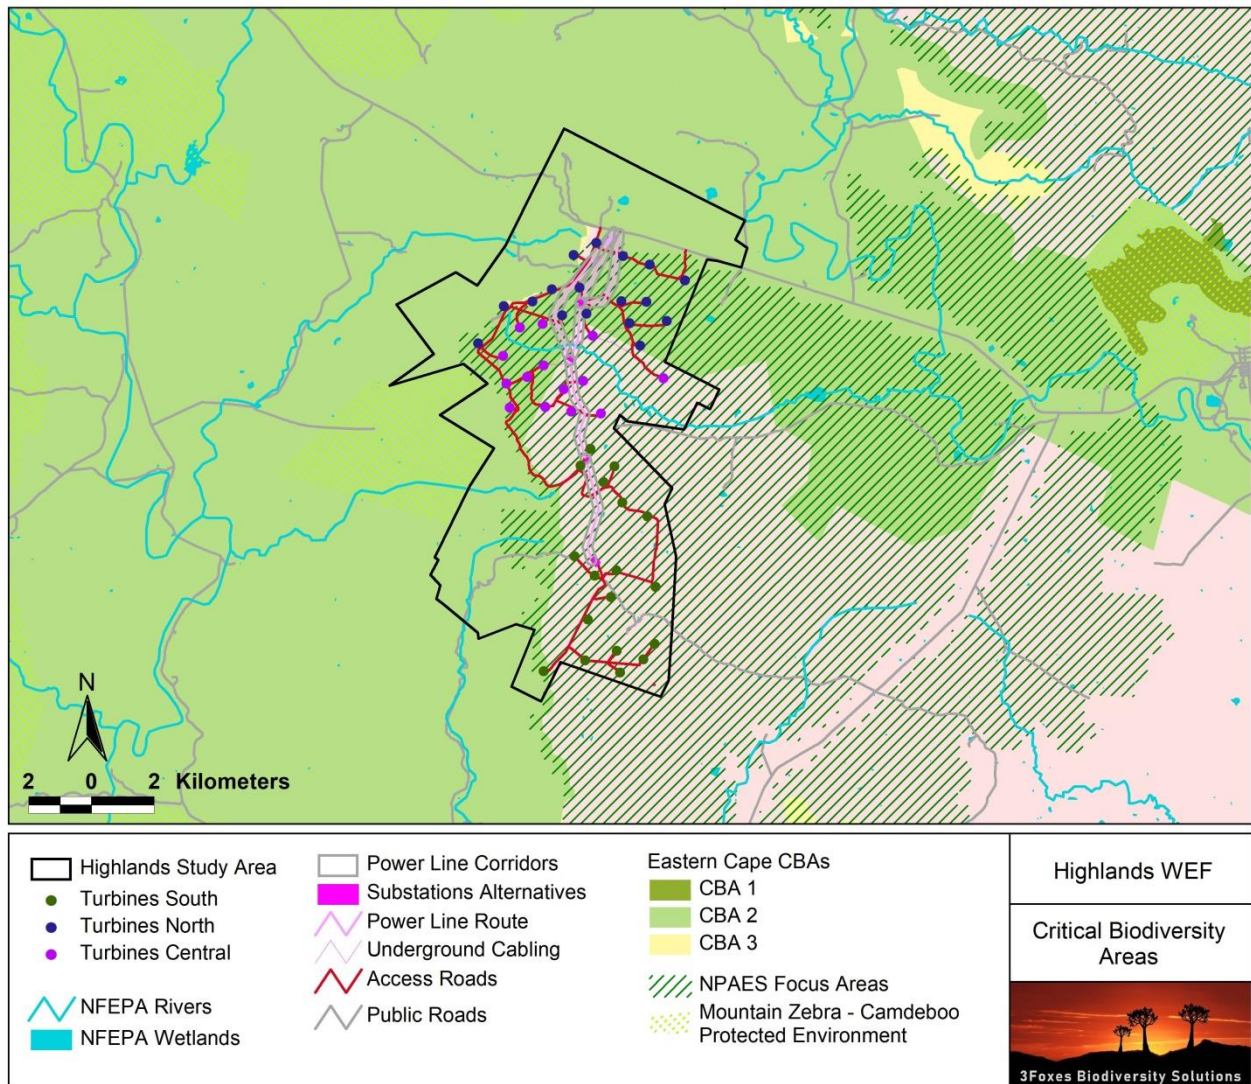 N
2 0 2 Kilometers
Highlands Study Area
Turbines South
Turbines North
Turbines Central
NFEPA Rivers
NFEPA Wetlands
Power Line Corridors
Substations Alternatives
Power Line Route
Underground Cabling
Access Roads
Public Roads
Eastern Cape CBAs
CBA 1
CBA 2
CBA 3
NPAES Focus Areas
Mountain Zebra - Camdeboo
Protected Environment
Highlands WEF
Critical Biodiversity
Areas
3Foxes Biodiversity Solutions